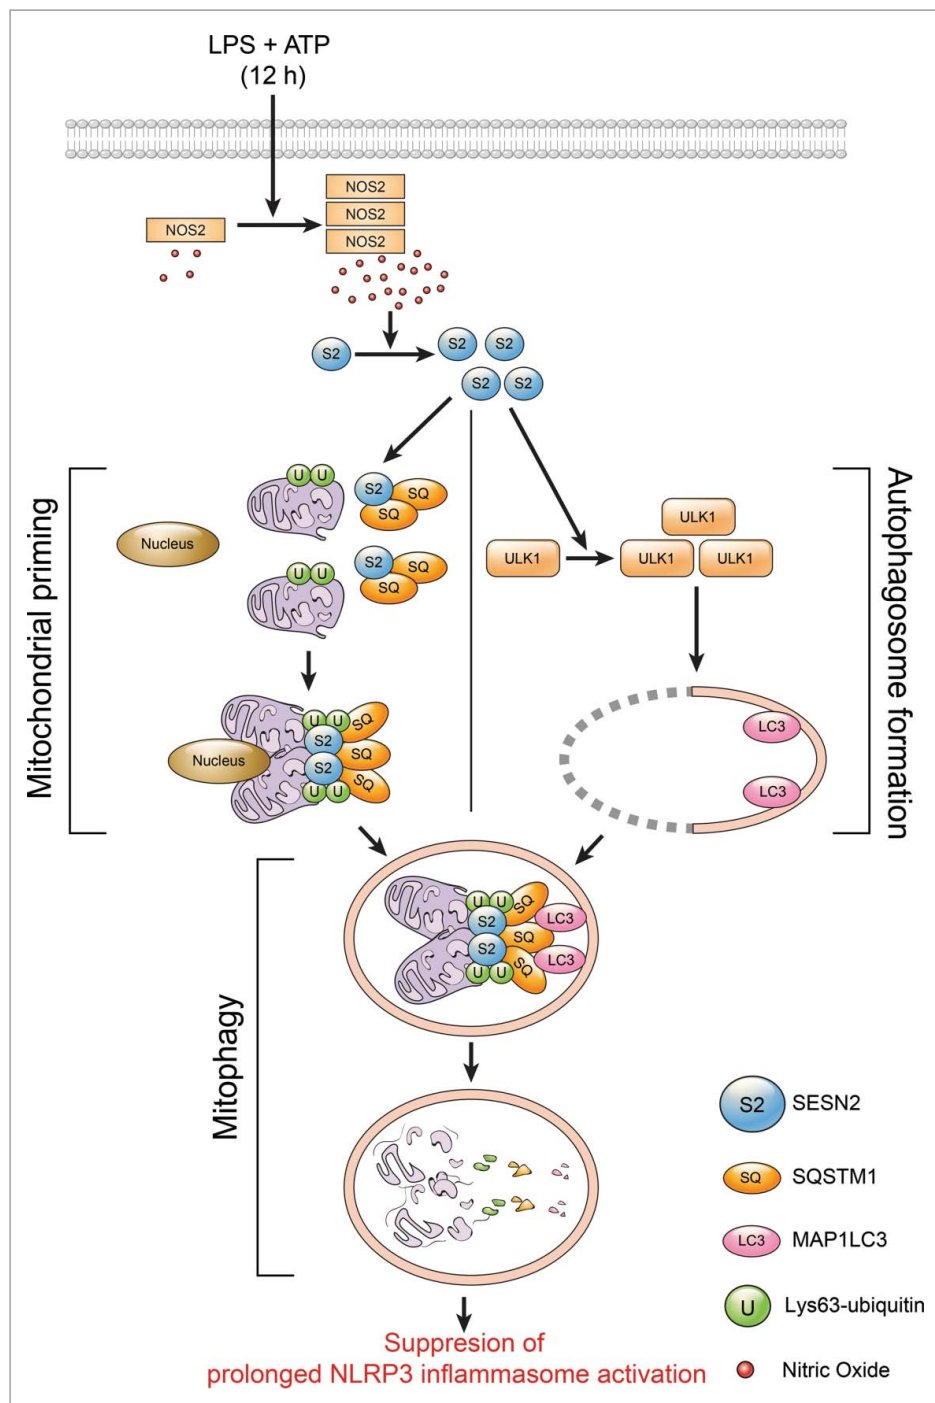 LPS + ATP
(12 h)
NOS2
NOS2
NOS2
NOS2
S2
S2
S2
S2
S2
Mitochondrial priming
Nucleus
U U
S2
SQ
SQ
U U
S2
SQ
SQ
U U
SQ
S2
Nucleus
SQ
S2
SQ
U U
Autophagosome formation
ULK1
ULK1
ULK1
ULK1
LC3
LC3
Mitophagy
U U
SQ
S2
LC3
SQ
S2
LC3
SQ
U U
S2 SESN2
SQ SQSTM1
LC3 MAP1LC3
U Lys63-ubiquitin
Nitric Oxide
Suppresion of
prolonged NLRP3 inflammasome activation